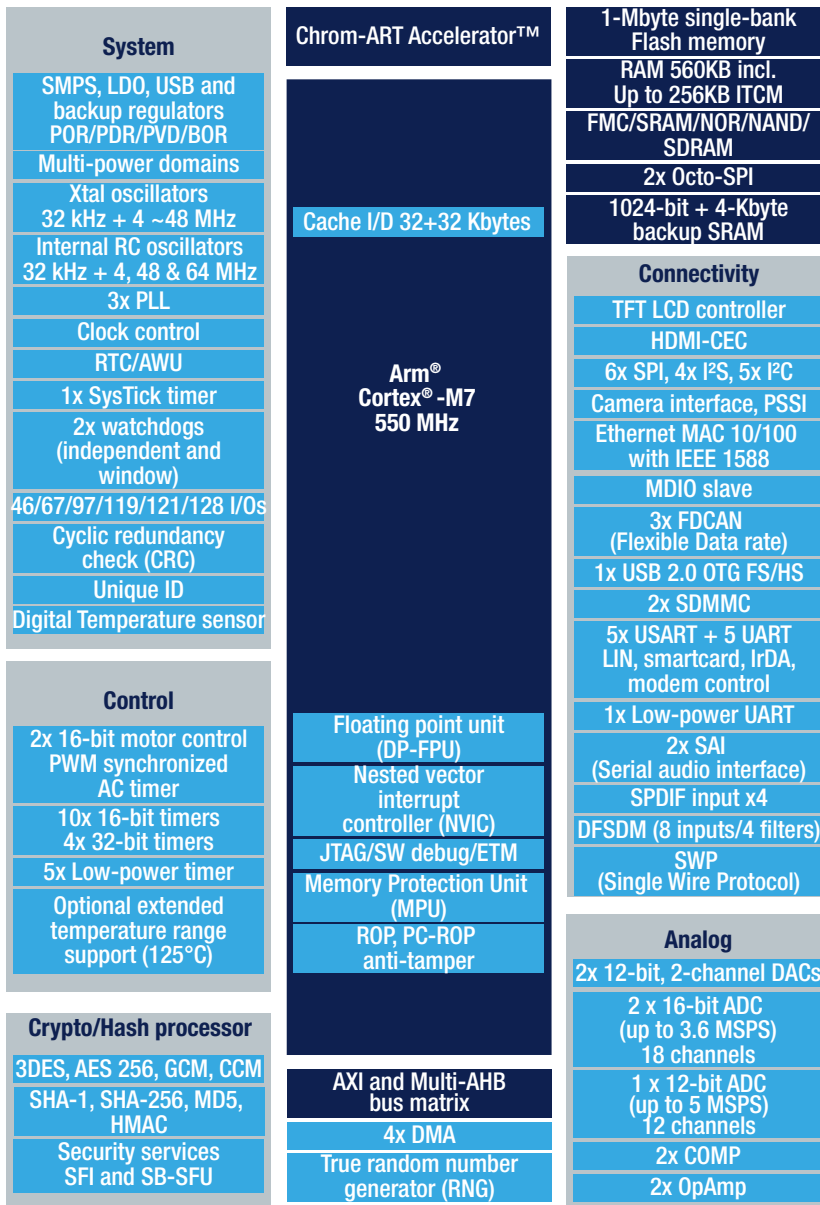 System
SMPS, LDO, USB and
backup regulators
POR/PDR/PVD/BOR
Multi-power domains
Xtal oscillators
32 kHz + 4 ~48 MHz
Internal RC oscillators
32 kHz + 4, 48 & 64 MHz
3x PLL
Clock control
RTC/AWU
1x SysTick timer
2x watchdogs
(independent and
window)
46/67/97/119/121/128 I/Os
Cyclic redundancy
check (CRC)
Unique ID
Digital Temperature sensor
Control
2x 16-bit motor control
PWM synchronized
AC timer
10x 16-bit timers
4x 32-bit timers
5x Low-power timer
Optional extended
temperature range
support (125°C)
Crypto/Hash processor
3DES, AES 256, GCM, CCM
SHA-1, SHA-256, MD5,
HMAC
Security services
SFI and SB-SFU
Chrom-ART Accelerator™
Cache I/D 32+32 Kbytes
Arm®
Cortex® -M7
550 MHz
Floating point unit
(DP-FPU)
Nested vector
interrupt
controller (NVIC)
JTAG/SW debug/ETM
Memory Protection Unit
(MPU)
ROP, PC-ROP
anti-tamper
AXI and Multi-AHB
bus matrix
4x DMA
True random number
generator (RNG)
1-Mbyte single-bank
Flash memory
RAM 560KB incl.
Up to 256KB ITCM
FMC/SRAM/NOR/NAND/
SDRAM
2x Octo-SPI
1024-bit + 4-Kbyte
backup SRAM
Connectivity
TFT LCD controller
HDMI-CEC
6x SPI, 4x I²S, 5x I²C
Camera interface, PSSI
Ethernet MAC 10/100
with IEEE 1588
MDIO slave
3x FDCAN
(Flexible Data rate)
1x USB 2.0 OTG FS/HS
2x SDMMC
5x USART + 5 UART
LIN, smartcard, IrDA,
modem control
1x Low-power UART
2x SAI
(Serial audio interface)
SPDIF input x4
DFSDM (8 inputs/4 filters)
SWP
(Single Wire Protocol)
Analog
2x 12-bit, 2-channel DACs
2 x 16-bit ADC
(up to 3.6 MSPS)
18 channels
1 x 12-bit ADC
(up to 5 MSPS)
12 channels
2x COMP
2x OpAmp